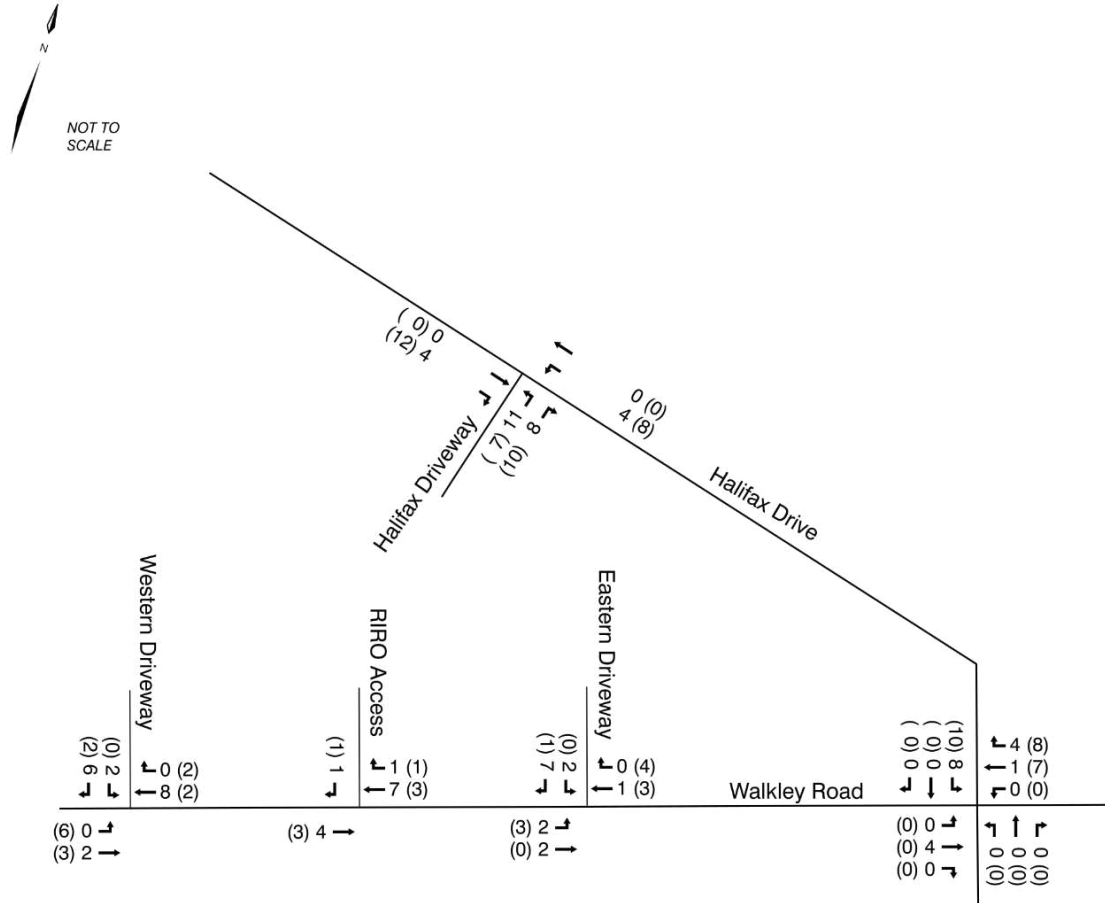 N
NOT TO
SCALE
( 0) 0
(12) 4
0 (0)
4 (8)
( 7) 11
(10) 8
Halifax Driveway
Halifax Drive
Western Driveway
RIRO Access
Eastern Driveway
Walkley Road
(2) 6
(0) 2
0 (2)
8 (2)
(6) 0
(3) 2
(1) 1
1 (1)
7 (3)
(3) 4
(1) 7
(0) 2
0 (4)
1 (3)
(3) 2
(0) 2
( 0) 0
( 0) 0
(10) 8
4 (8)
1 (7)
0 (0)
(0) 0
(0) 4
(0) 0
0 (0)
0 (0)
0 (0)